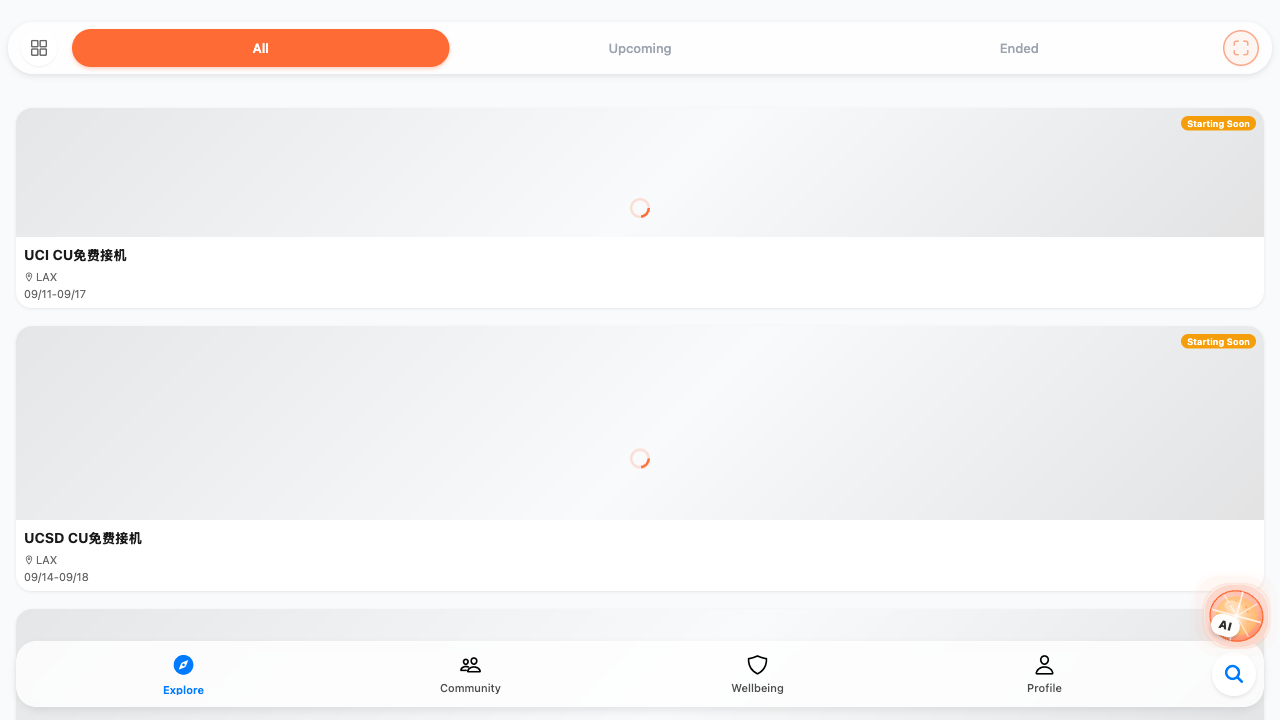 All
Upcoming
Ended
Starting Soon
UCI CU免费接机
LAX
09/11-09/17
Starting Soon
UCSD CU免费接机
LAX
09/14-09/18
AI
Explore
Community
Wellbeing
Profile